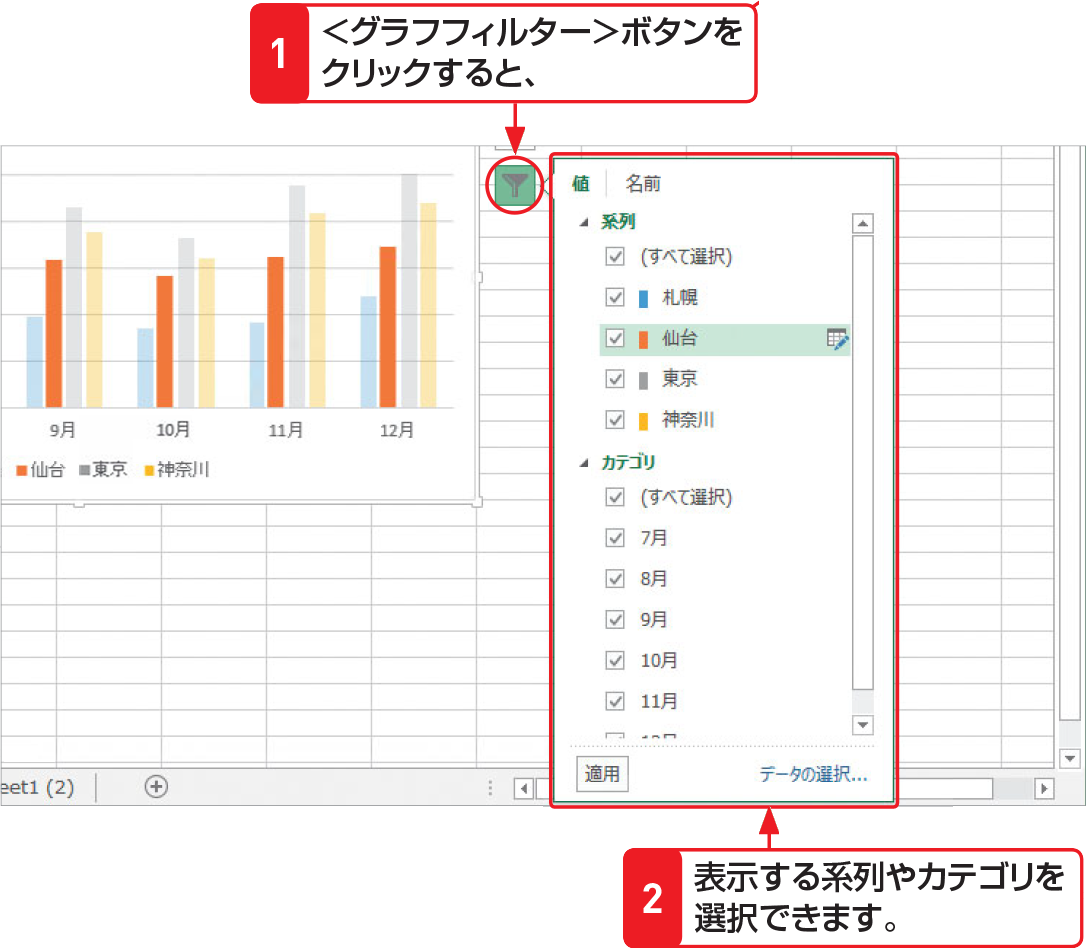 1
＜グラフフィルター＞ボタンを
クリックすると、
値 名前
系列
(すべて選択)
札幌
仙台
東京
神奈川
カテゴリ
(すべて選択)
7月
8月
9月
10月
11月
適用 データの選択...
9月 10月 11月 12月
仙台 東京 神奈川
eet1 (2)
2
表示する系列やカテゴリを
選択できます。